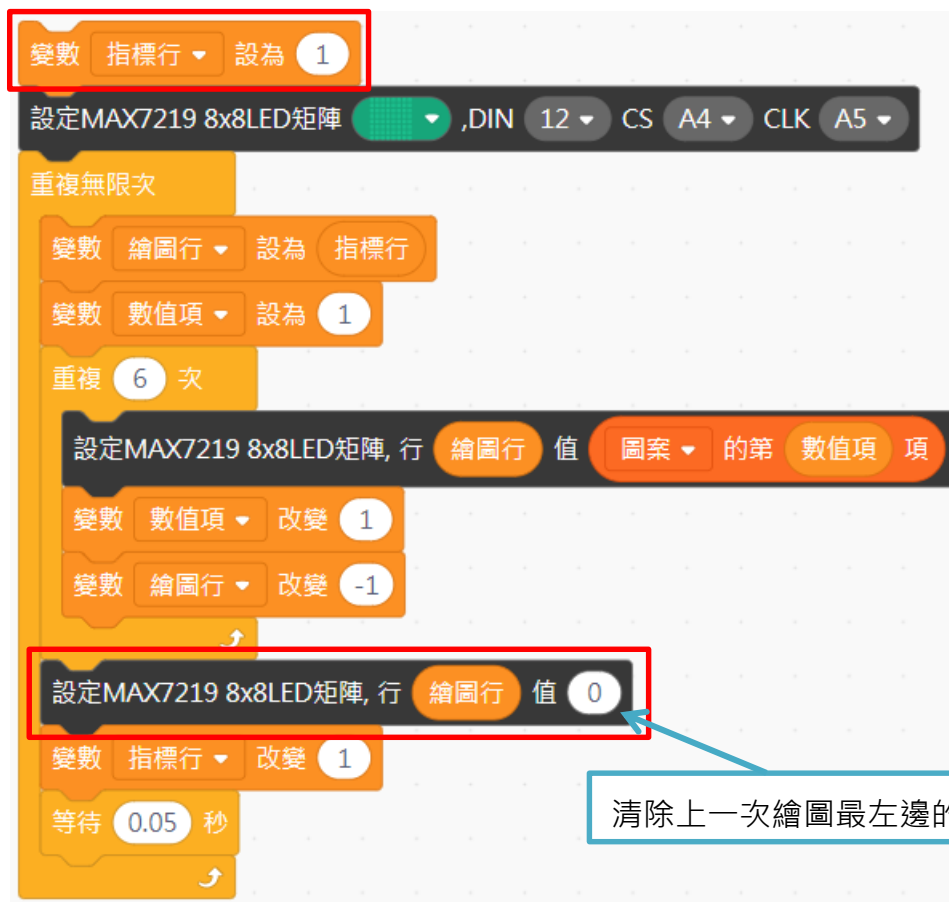 變數 指標行 設為 1
設定MAX7219 8x8LED矩陣 ,DIN 12 CS A4 CLK A5
重複無限次
變數 繪圖行 設為 指標行
變數 數值項 設為 1
重複 6 次
設定MAX7219 8x8LED矩陣, 行 繪圖行 值 圖案 的第 數值項 項
變數 數值項 改變 1
變數 繪圖行 改變 -1
設定MAX7219 8x8LED矩陣, 行 繪圖行 值 0
變數 指標行 改變 1
清除上一次繪圖最左邊的
等待 0.05 秒